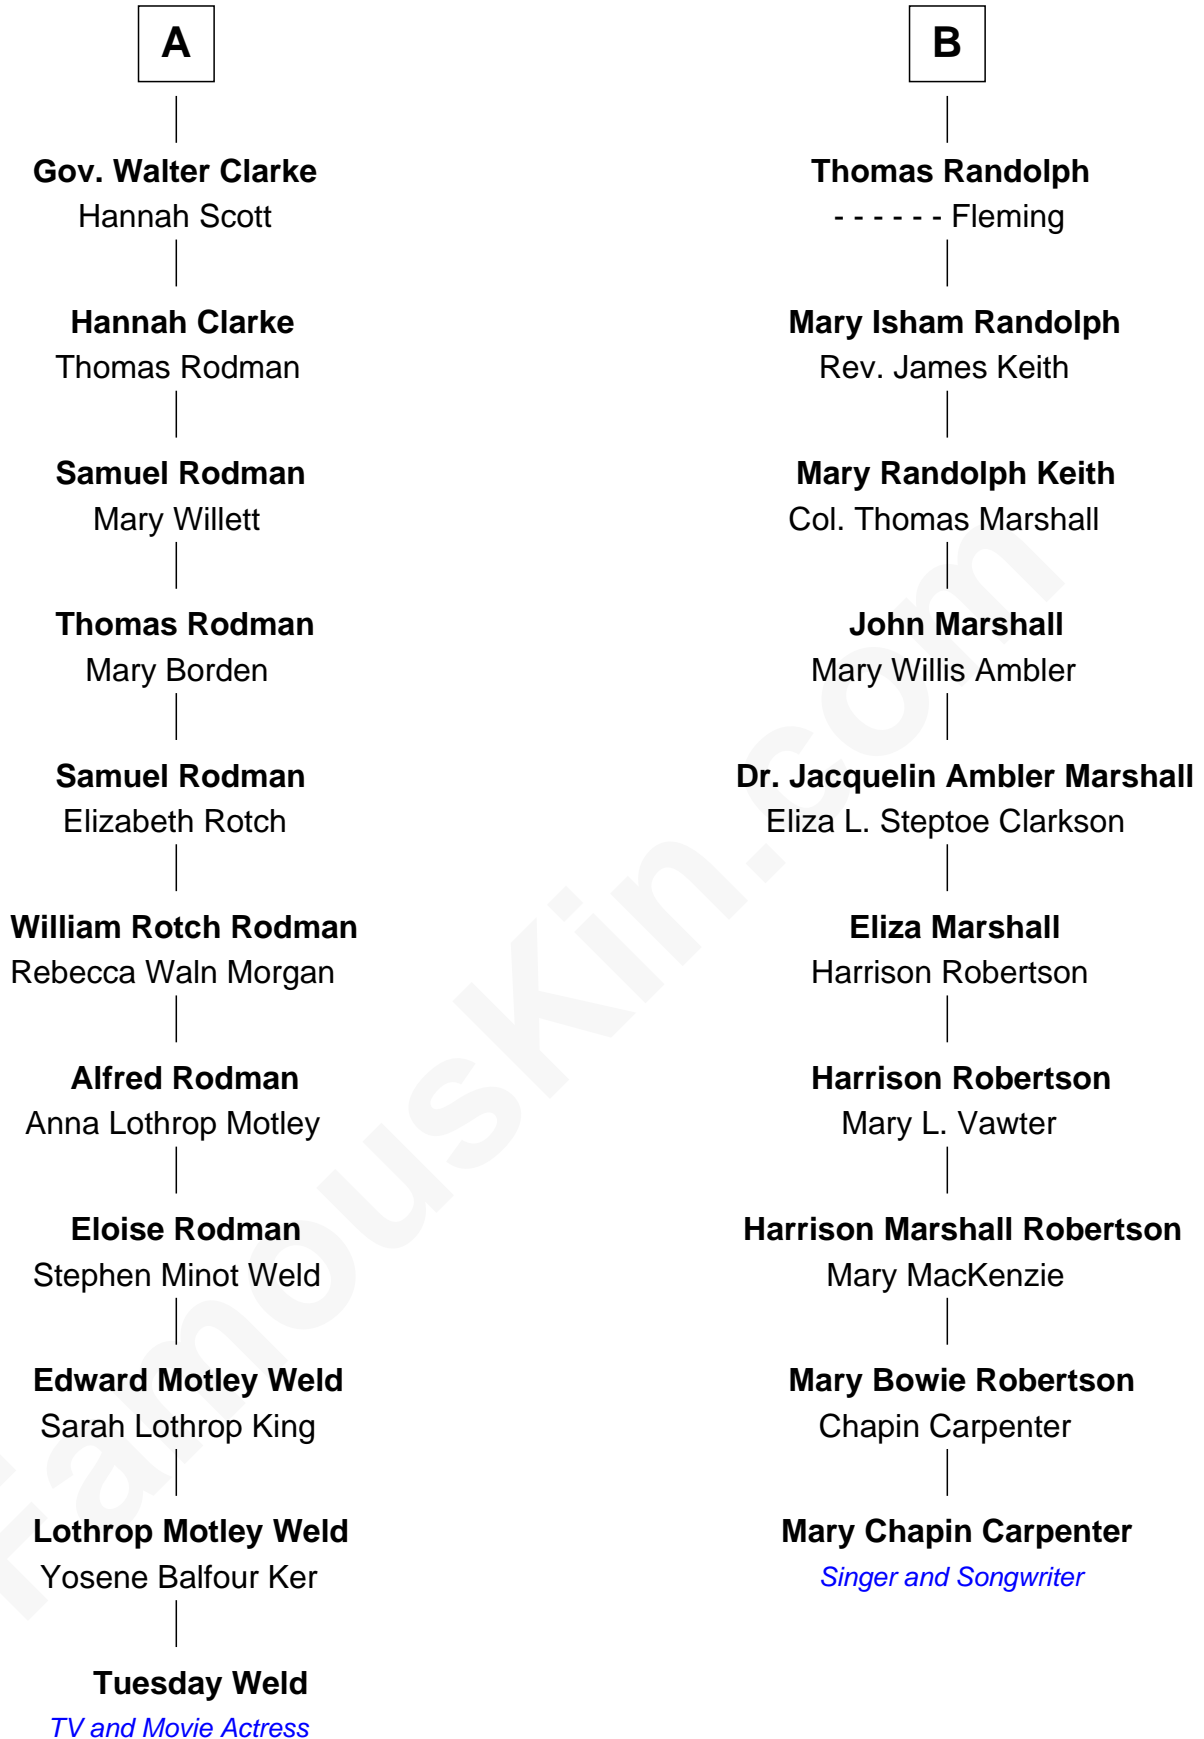 A
Gov. Walter Clarke
Hannah Scott
Hannah Clarke
Thomas Rodman
Samuel Rodman
Mary Willett
Thomas Rodman
Mary Borden
Samuel Rodman
Elizabeth Rotch
William Rotch Rodman
Rebecca Waln Morgan
Alfred Rodman
Anna Lothrop Motley
Eloise Rodman
Stephen Minot Weld
Edward Motley Weld
Sarah Lothrop King
Lothrop Motley Weld
Yosene Balfour Ker
Tuesday Weld
TV and Movie Actress
B
Thomas Randolph
- - - - - - Fleming
Mary Isham Randolph
Rev. James Keith
Mary Randolph Keith
Col. Thomas Marshall
John Marshall
Mary Willis Ambler
Dr. Jacquelin Ambler Marshall
Eliza L. Steptoe Clarkson
Eliza Marshall
Harrison Robertson
Harrison Robertson
Mary L. Vawter
Harrison Marshall Robertson
Mary MacKenzie
Mary Bowie Robertson
Chapin Carpenter
Mary Chapin Carpenter
Singer and Songwriter
FamousKin.com